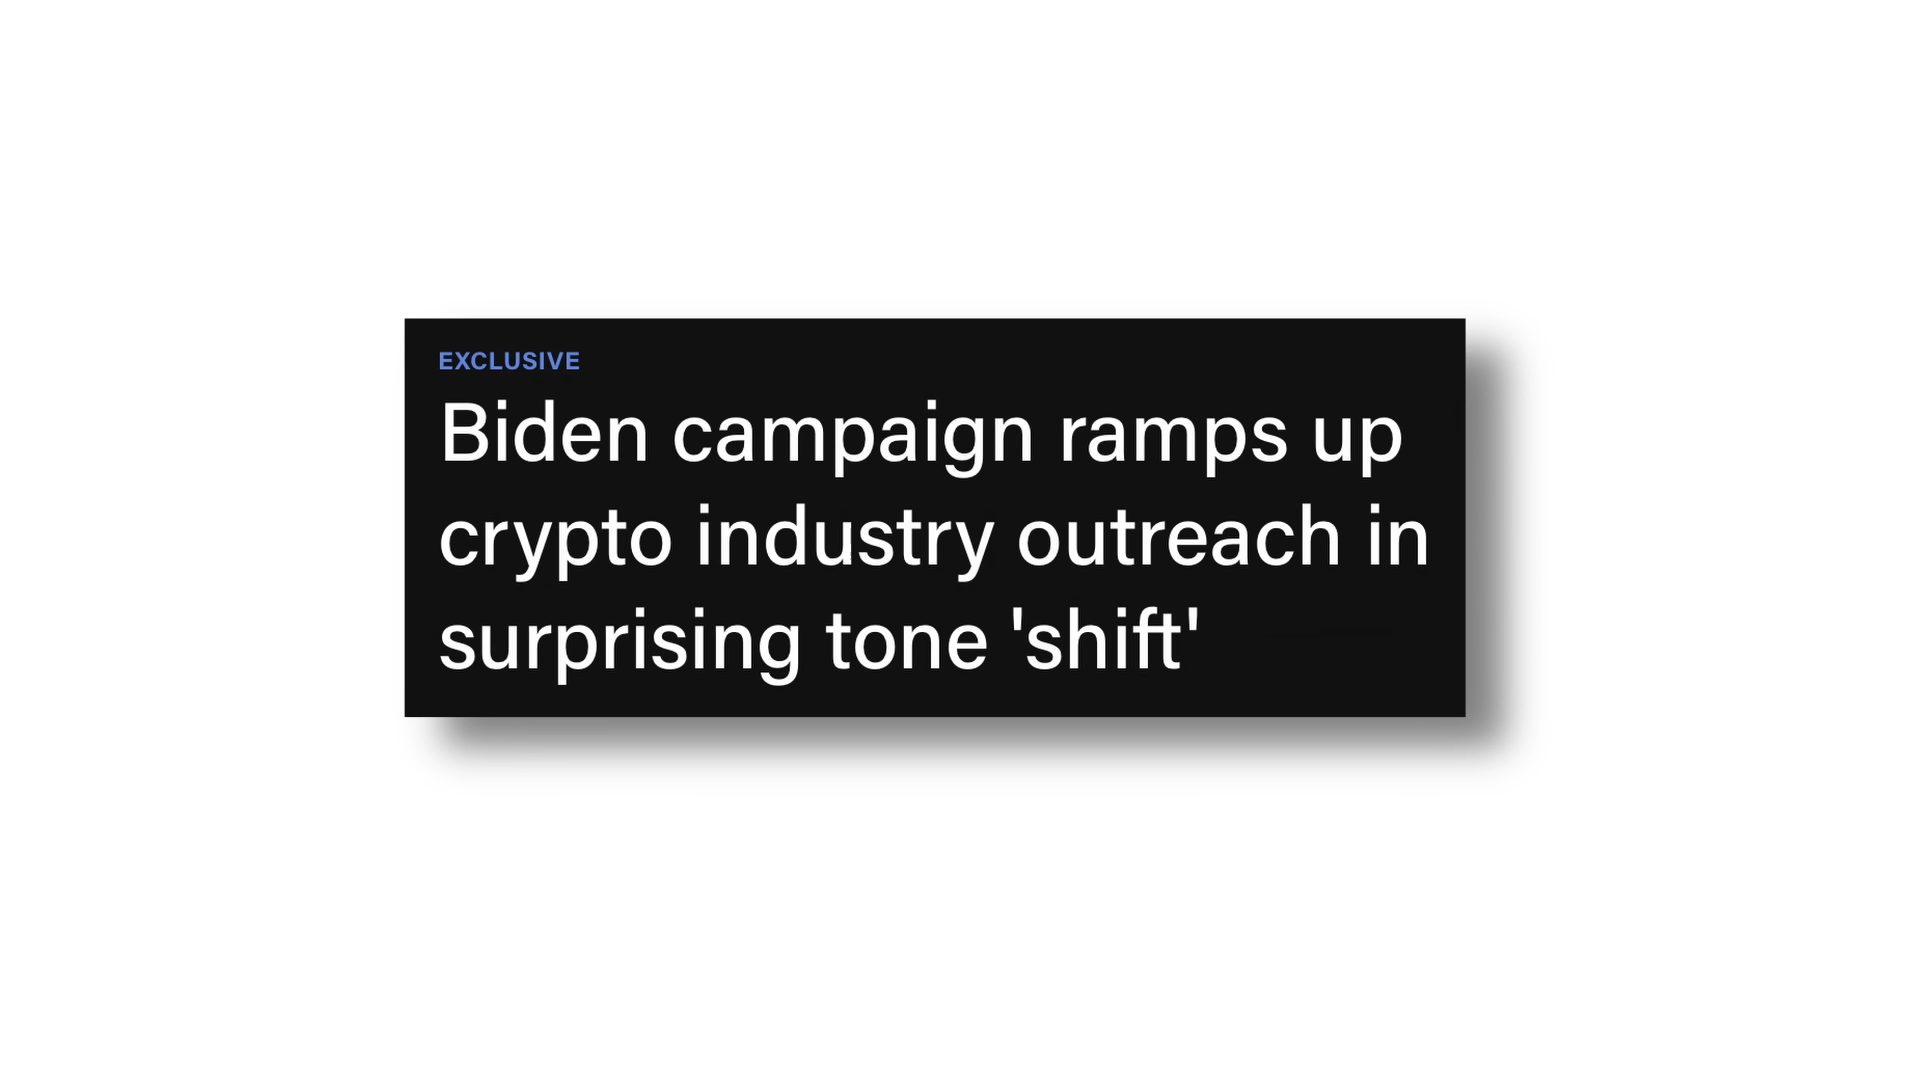 EXCLUSIVE
Biden campaign ramps up
crypto industry outreach in
surprising tone 'shift'